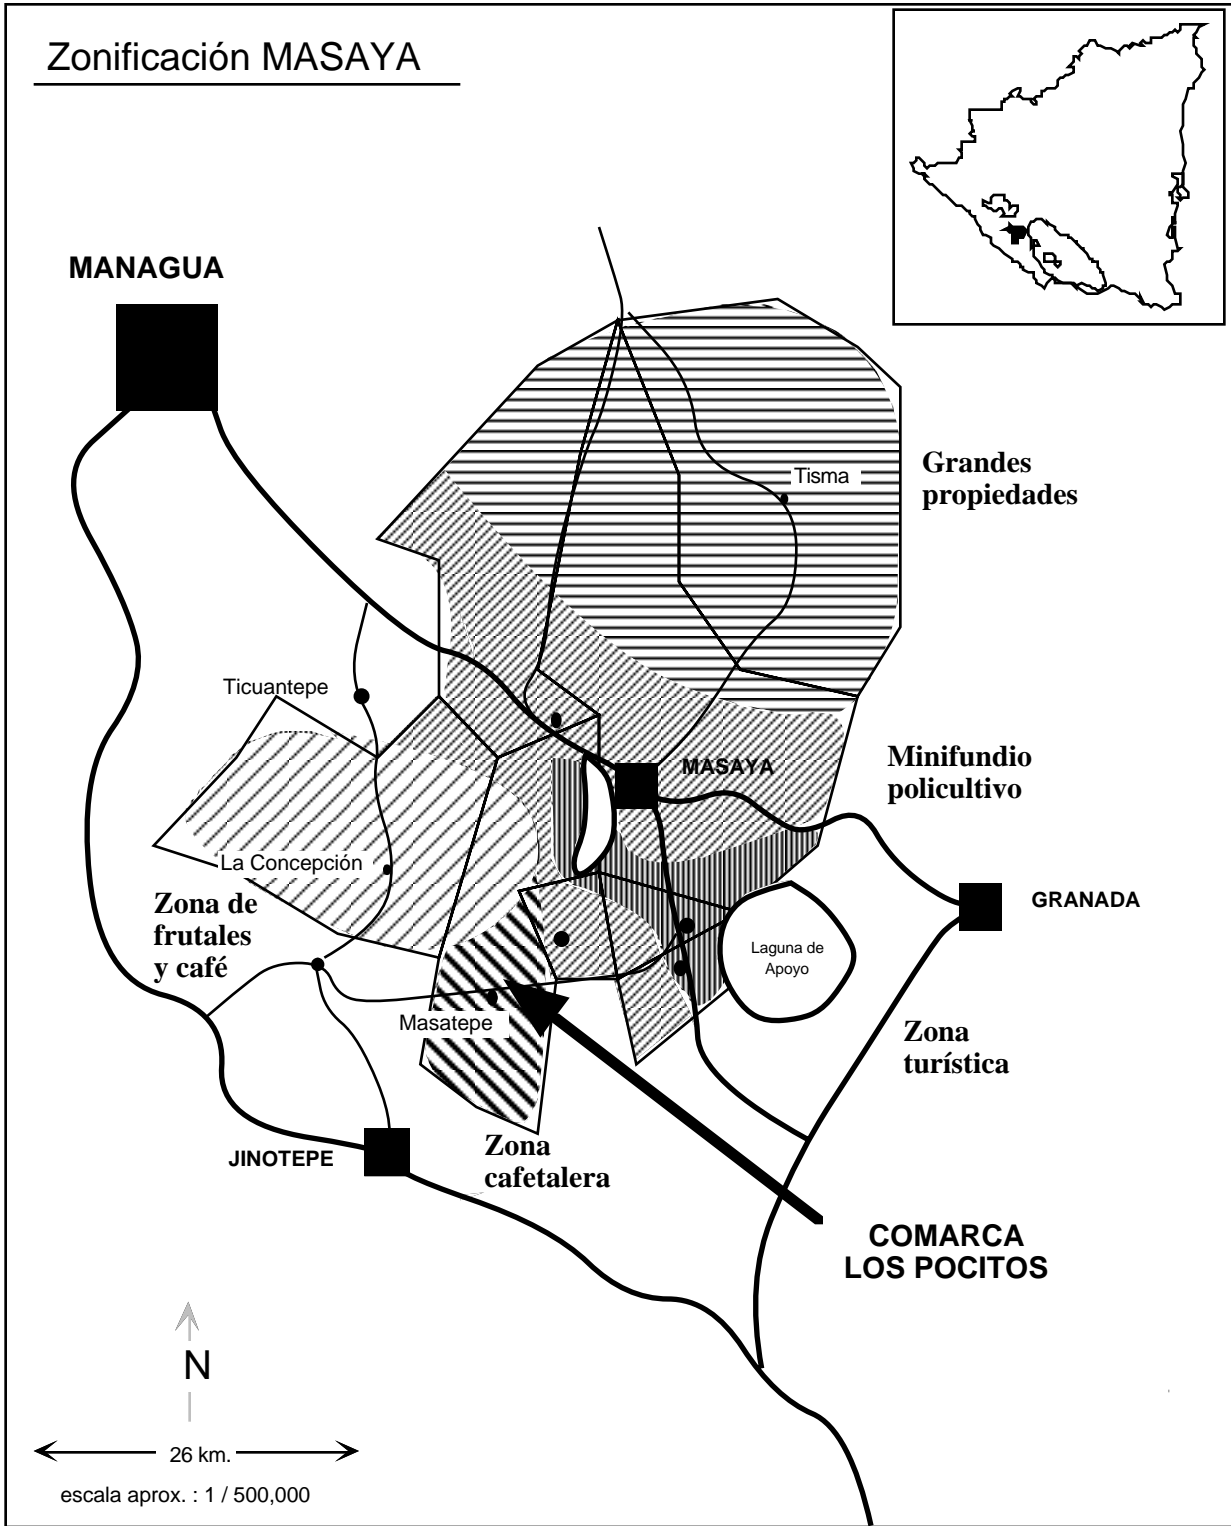 Zonificación MASAYA
MANAGUA
Grandes
propiedades
Tisma
Ticuantepe
MASAYA
Minifundio
policultivo
La Concepción
Zona de
frutales
y café
GRANADA
Laguna de
Apoyo
Masatepe
Zona
turística
JINOTEPE
Zona
cafetalera
COMARCA
LOS POCITOS
N
26 km.
escala aprox. : 1 / 500,000